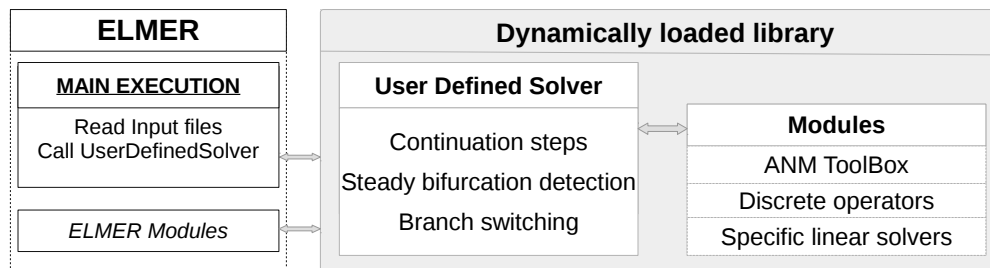 ELMER
MAIN EXECUTION
Read Input files
Call UserDefinedSolver
ELMER Modules
Dynamically loaded library
User Defined Solver
Continuation steps
Steady bifurcation detection
Branch switching
Modules
ANM ToolBox
Discrete operators
Specific linear solvers